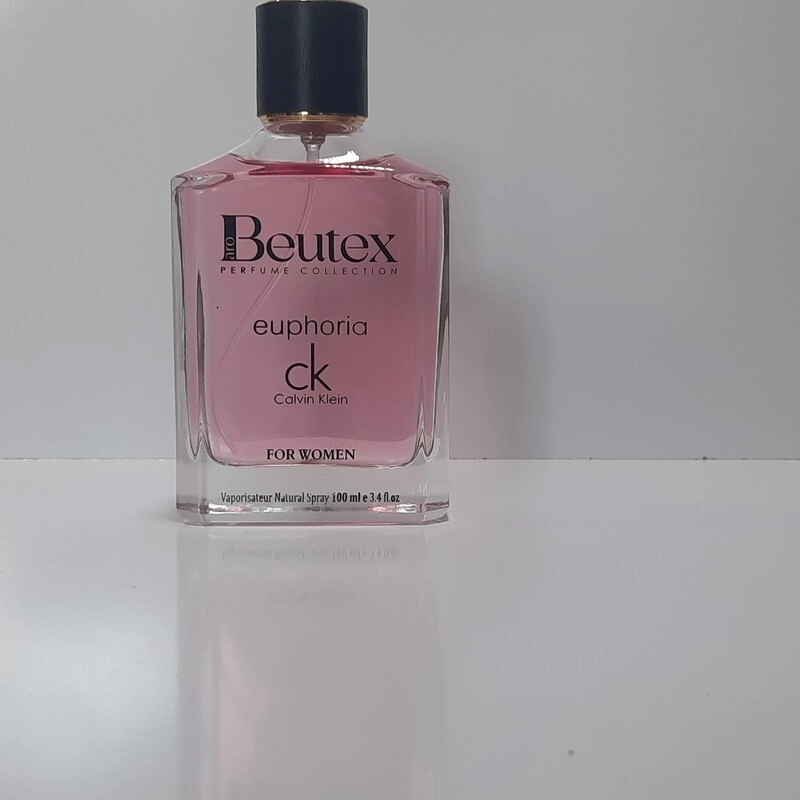 aro Beutex
PERFUME COLLECTION
euphoria
ck
Calvin Klein
FOR WOMEN
Vaporisateur Natural Spray 100 ml e 3.4 fl.oz